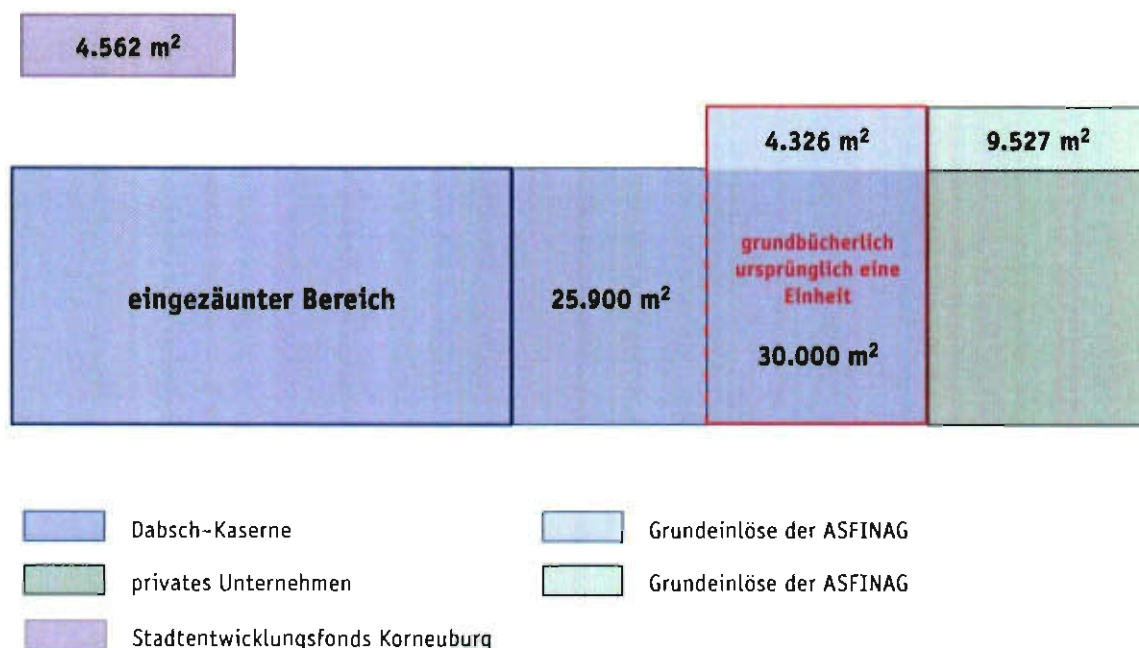 4.562 m²
4.326 m²
9.527 m²
grundbücherlich
ursprünglich eine
Einheit
eingezäunter Bereich
25.900 m²
30.000 m²
Dabsch-Kaserne
Grundeinlöse der ASFINAG
privates Unternehmen
Grundeinlöse der ASFINAG
Stadtentwicklungsfonds Korneuburg